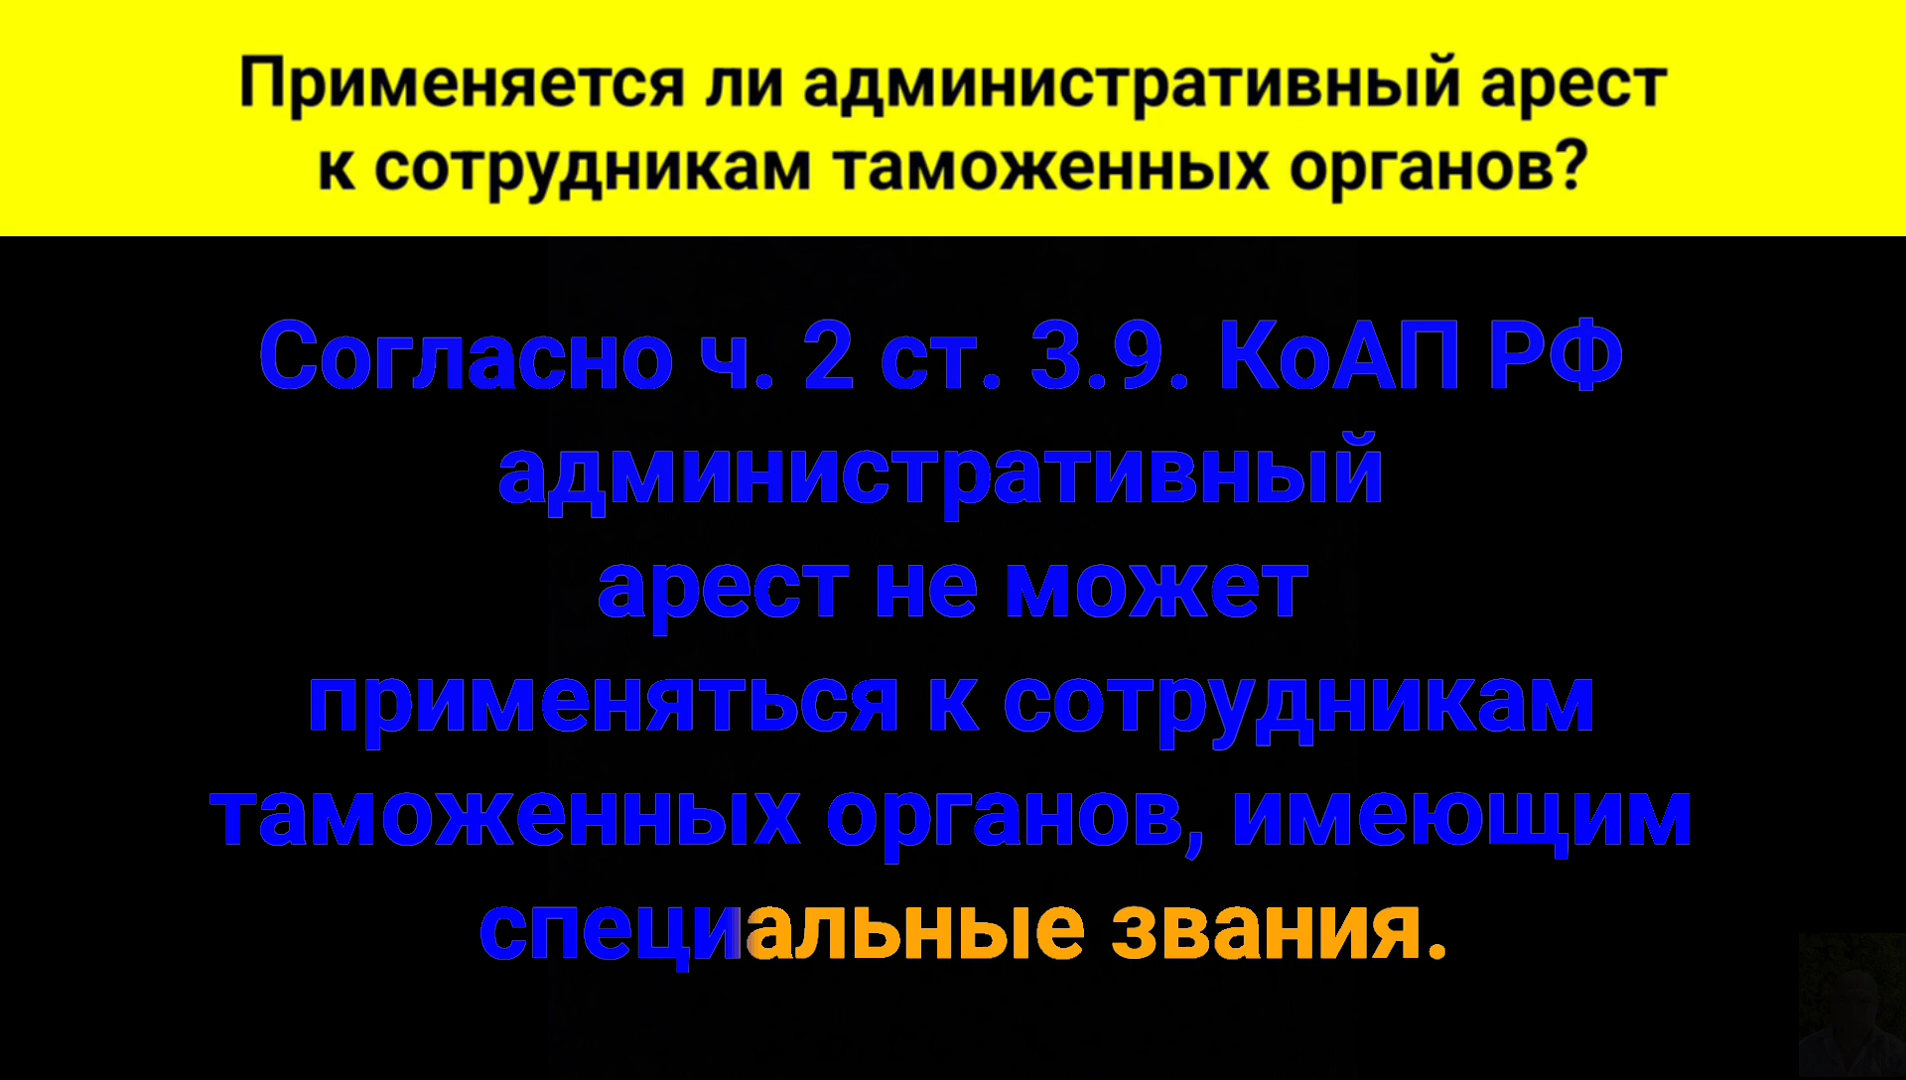 Применяется ли административный арест
к сотрудникам таможенных органов?
Согласно ч. 2 ст. 3.9. КоАП РФ
административный
арест не может
применяться к сотрудникам
таможенных органов, имеющим
специальные звания.